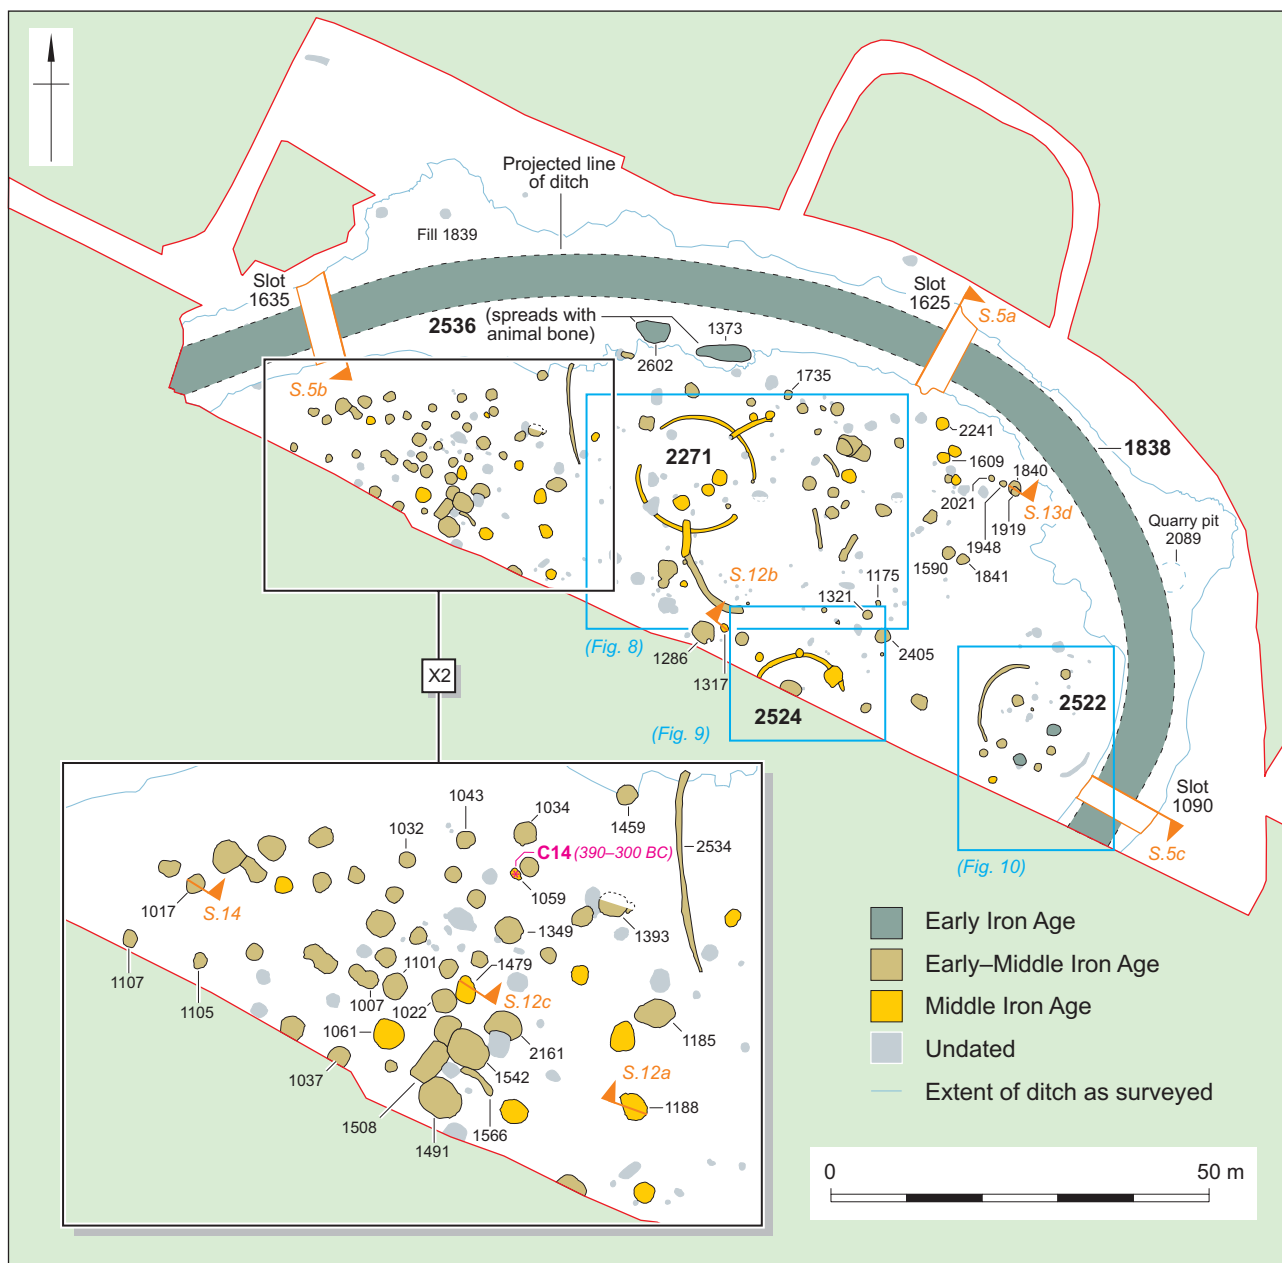 Projected line
of ditch
Fill 1839
Slot
1635
Slot
1625
S.5a
2536
(spreads with
animal bone)
1373
2602
S.5b
1735
2271
2241
1838
1609
1840
2021
S.13d
1919
1948
Quarry pit
2089
1590
1841
S.12b
1175
1321
(Fig. 8)
1286
2405
1317
X2
2524
2522
(Fig. 9)
Slot
1090
S.5c
(Fig. 10)
1043
1034
1459
1032
2534
C14 (390–300 BC)
1059
1017
S.14
1349
1393
1107
1105
1101
1479
1007
1022
S.12c
1061
2161
1185
1037
1542
S.12a
1188
1508
1566
1491
Early Iron Age
Early–Middle Iron Age
Middle Iron Age
Undated
Extent of ditch as surveyed
0
50 m